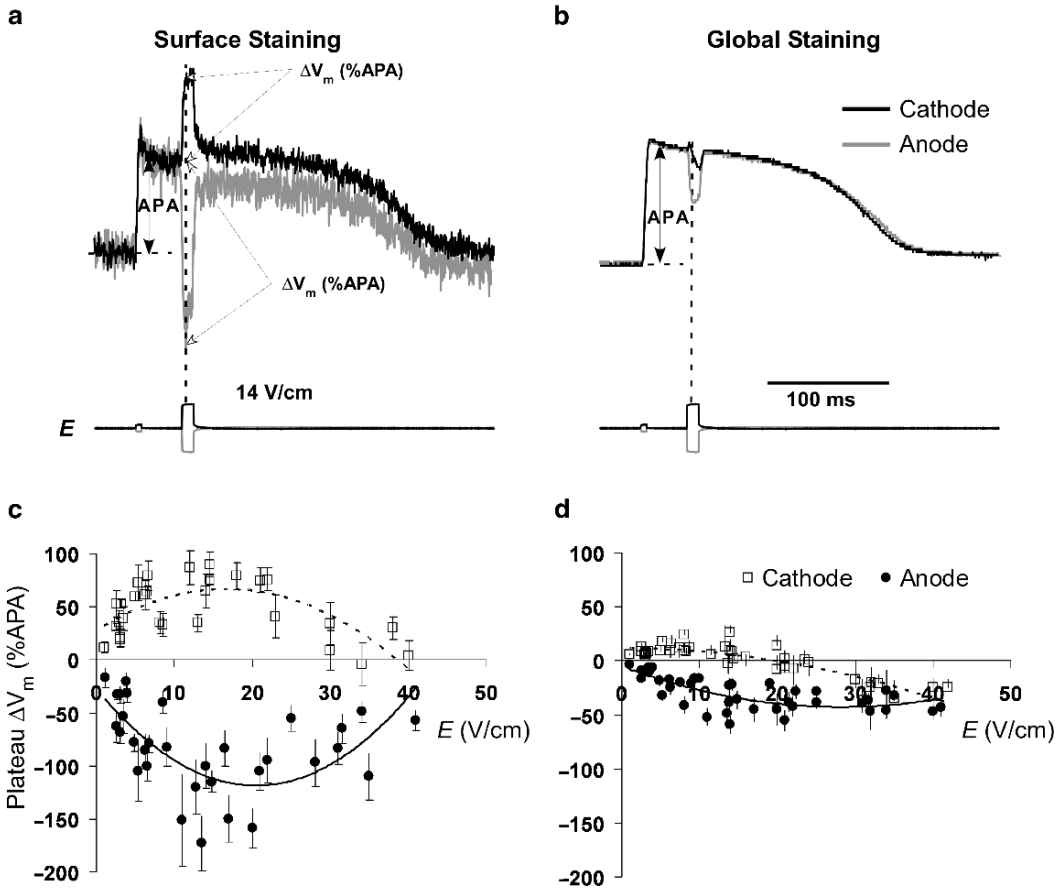 a
Surface Staining
ΔVm (%APA)
APA
ΔVm (%APA)
14 V/cm
E
b
Global Staining
Cathode
Anode
APA
100 ms
c
100
50
0
−50
−100
−150
−200
0
10
20
30
40
50
E (V/cm)
Plateau ΔVm (%APA)
d
Cathode
Anode
100
50
0
−50
−100
−150
−200
0
10
20
30
40
50
E (V/cm)